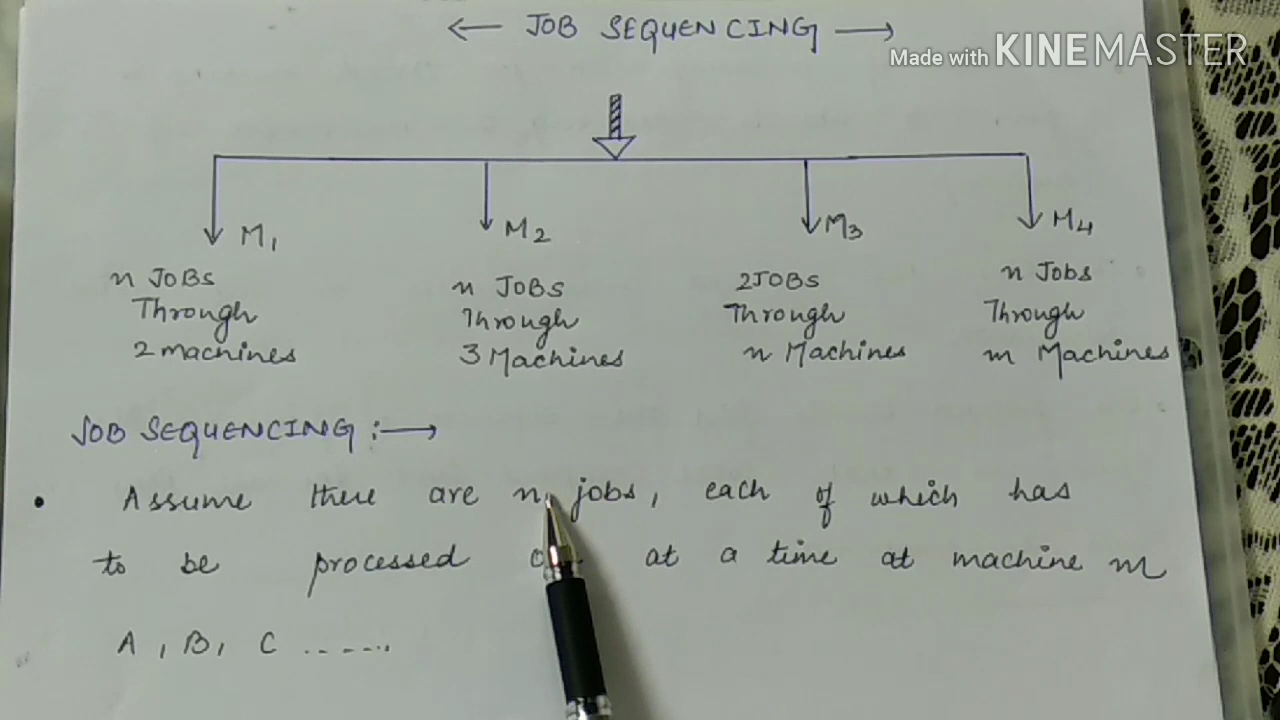 ← JOB SEQUENCING →
Made with KINEMASTER
M1
M2
M3
M4
n JOBS
Through
2 machines
n JOBS
Through
3 Machines
2 JOBS
Through
n Machines
n Jobs
Through
m Machines
JOB SEQUENCING :→
• Assume there are n jobs, each of which has
to be processed at a time at machine m
A, B, C ......